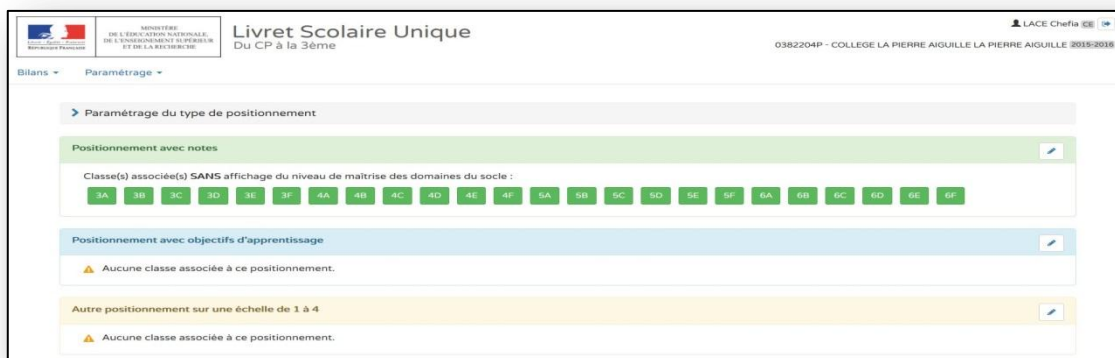 Liberté • Égalité • Fraternité
RÉPUBLIQUE FRANÇAISE
MINISTÈRE
DE L'ÉDUCATION NATIONALE,
DE L'ENSEIGNEMENT SUPÉRIEUR
ET DE LA RECHERCHE
Livret Scolaire Unique
Du CP à la 3ème
LACE Chefia CE
0382204P - COLLEGE LA PIERRE AIGUILLE LA PIERRE AIGUILLE 2015-2016
Bilans Paramétrage
Paramétrage du type de positionnement
Positionnement avec notes
Classe(s) associée(s) SANS affichage du niveau de maîtrise des domaines du socle :
3A 3B 3C 3D 3E 3F 4A 4B 4C 4D 4E 4F 5A 5B 5C 5D 5E 5F 6A 6B 6C 6D 6E 6F
Positionnement avec objectifs d'apprentissage
Aucune classe associée à ce positionnement.
Autre positionnement sur une échelle de 1 à 4
Aucune classe associée à ce positionnement.